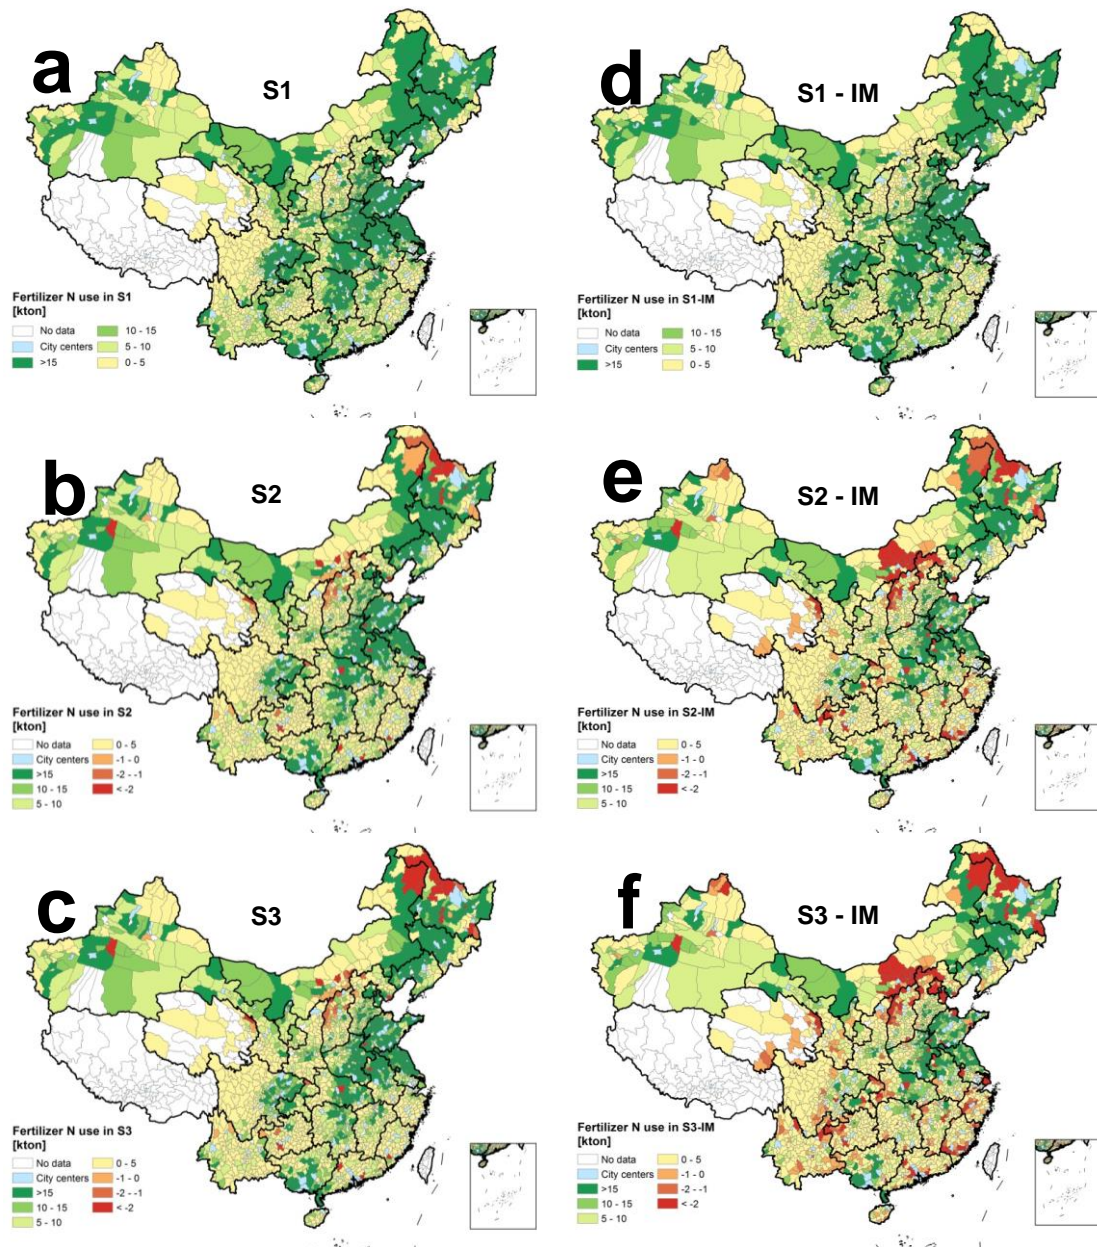 a
S1
Fertilizer N use in S1
[kton]
No data
10 - 15
City centers
5 - 10
>15
0 - 5
d
S1 - IM
Fertilizer N use in S1-IM
[kton]
No data
10 - 15
City centers
5 - 10
>15
0 - 5
b
S2
Fertilizer N use in S2
[kton]
No data
0 - 5
City centers
-1 - 0
>15
-2 - -1
10 - 15
< -2
5 - 10
e
S2 - IM
Fertilizer N use in S2-IM
[kton]
No data
0 - 5
City centers
-1 - 0
>15
-2 - -1
10 - 15
< -2
5 - 10
c
S3
Fertilizer N use in S3
[kton]
No data
0 - 5
City centers
-1 - 0
>15
-2 - -1
10 - 15
< -2
5 - 10
f
S3 - IM
Fertilizer N use in S3-IM
[kton]
No data
0 - 5
City centers
-1 - 0
>15
-2 - -1
10 - 15
< -2
5 - 10